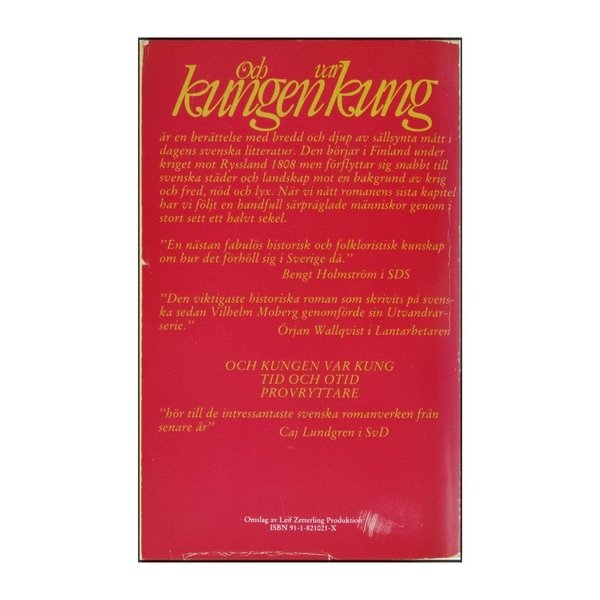 Och var
kungen kung
är en berättelse med bredd och djup av sällsynta mått i
dagens svenska litteratur. Den börjar i Finland under
kriget mot Ryssland 1808 men förflyttar sig snabbt till
svenska städer och landskap mot en bakgrund av krig
och fred, nöd och lyx. När vi nått romanens sista kapitel
har vi följt en handfull särpräglade människor genom i
stort sett ett halvt sekel.
"En nästan fabulös historisk och folkloristisk kunskap
om hur det förhöll sig i Sverige då."
Bengt Holmström i SDS
"Den viktigaste historiska roman som skrivits på svens-
ka sedan Vilhelm Moberg genomförde sin Utvandrar-
serie."
Örjan Wallqvist i Lantarbetaren
OCH KUNGEN VAR KUNG
TID OCH OTID
PROVRYTTARE
"hör till de intressantaste svenska romanverken från
senare år"
Caj Lundgren i SvD
Omslag av Leif Zetterling Produktion
ISBN 91-1-821021-X